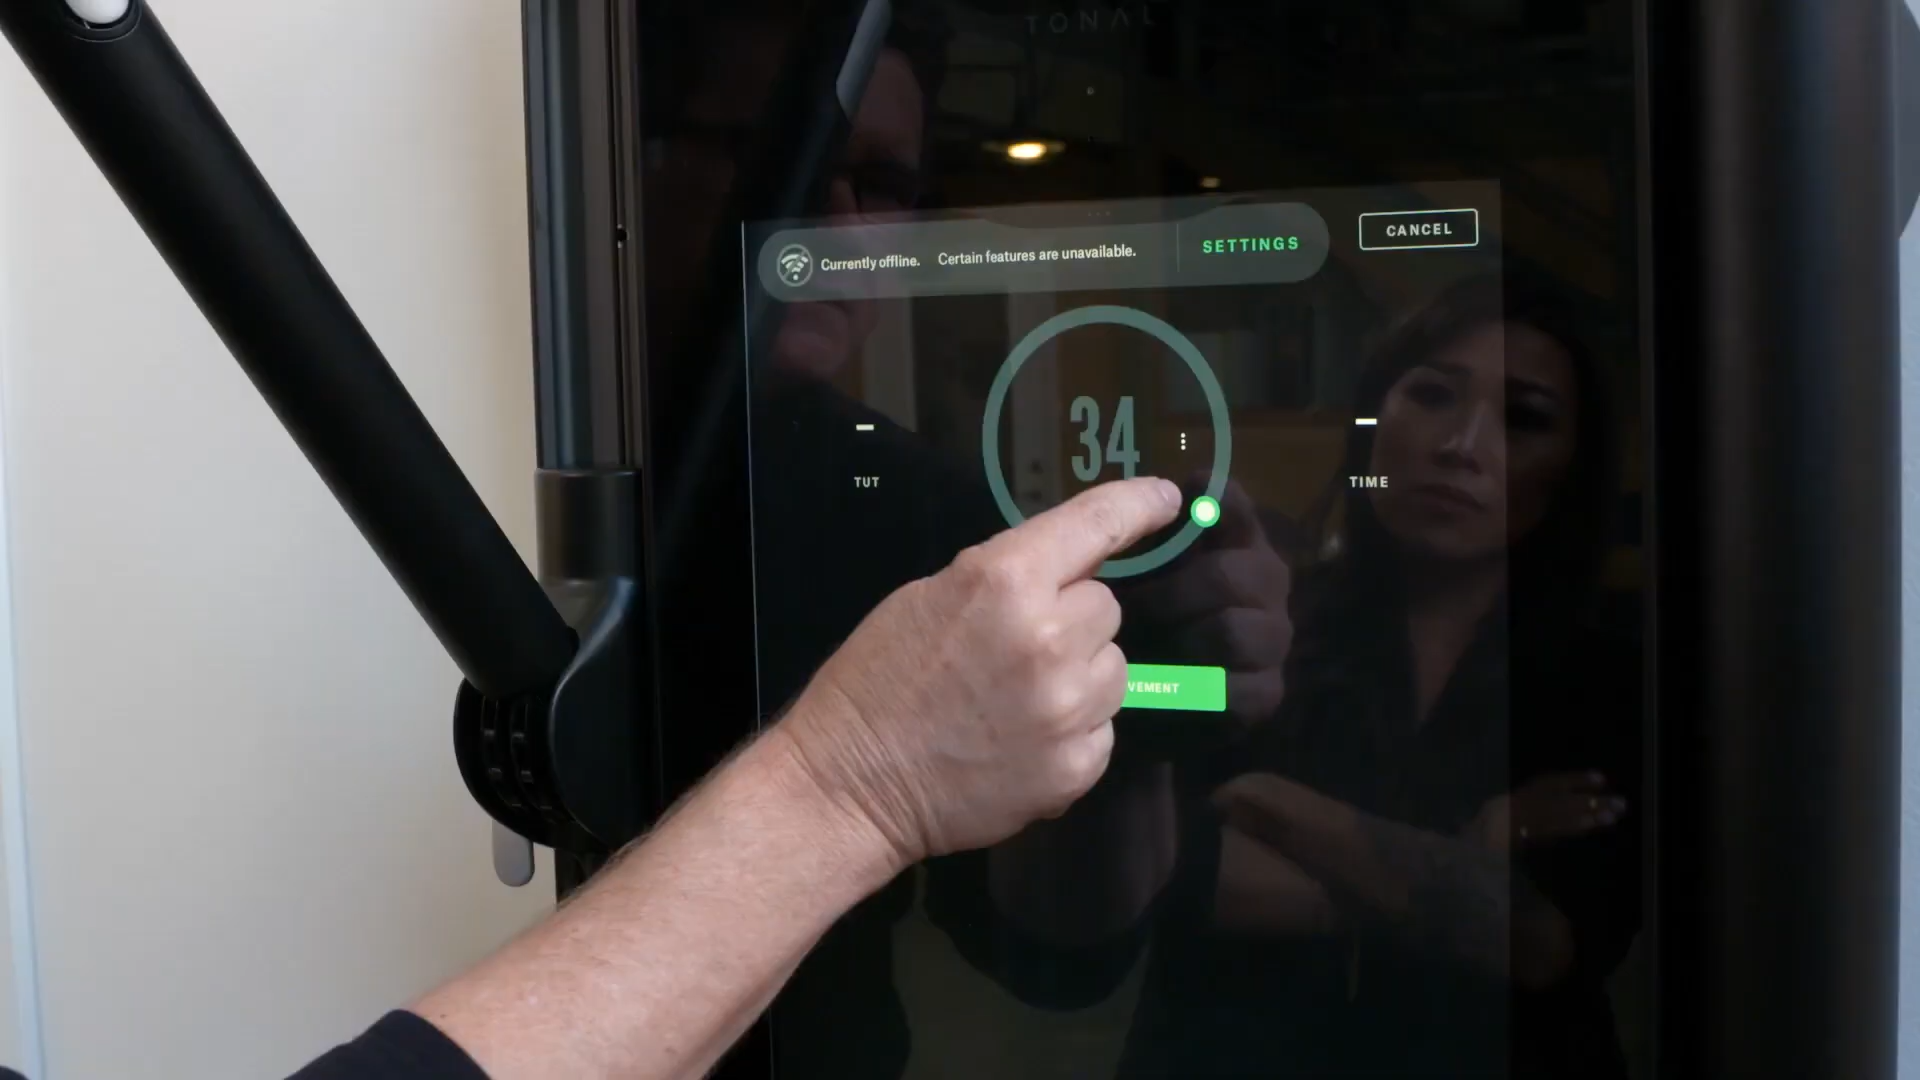 TONAL
Currently offline. Certain features are unavailable.
SETTINGS
CANCEL
34
TUT
TIME
VEMENT